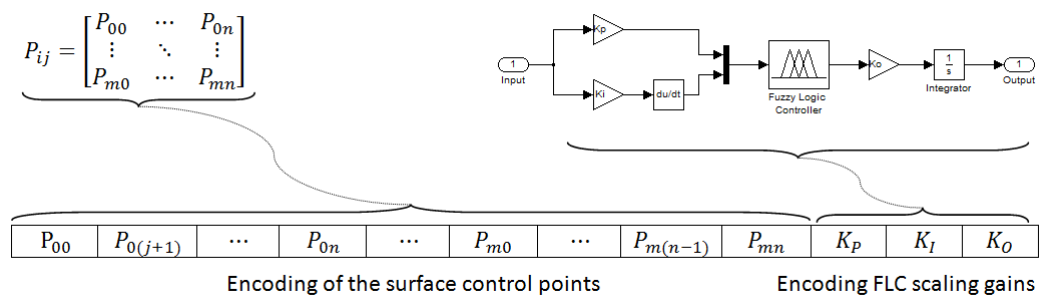 P_ij = [P_00 ⋯ P_0n
⋮ ⋱ ⋮
P_m0 ⋯ P_mn]
Kp
1
Input
Ki
du/dt
Fuzzy Logic
Controller
Ko
1/s
Integrator
1
Output
P_00 P_0(j+1) ⋯ P_0n ⋯ P_m0 ⋯ P_m(n−1) P_mn K_P K_I K_O
Encoding of the surface control points
Encoding FLC scaling gains